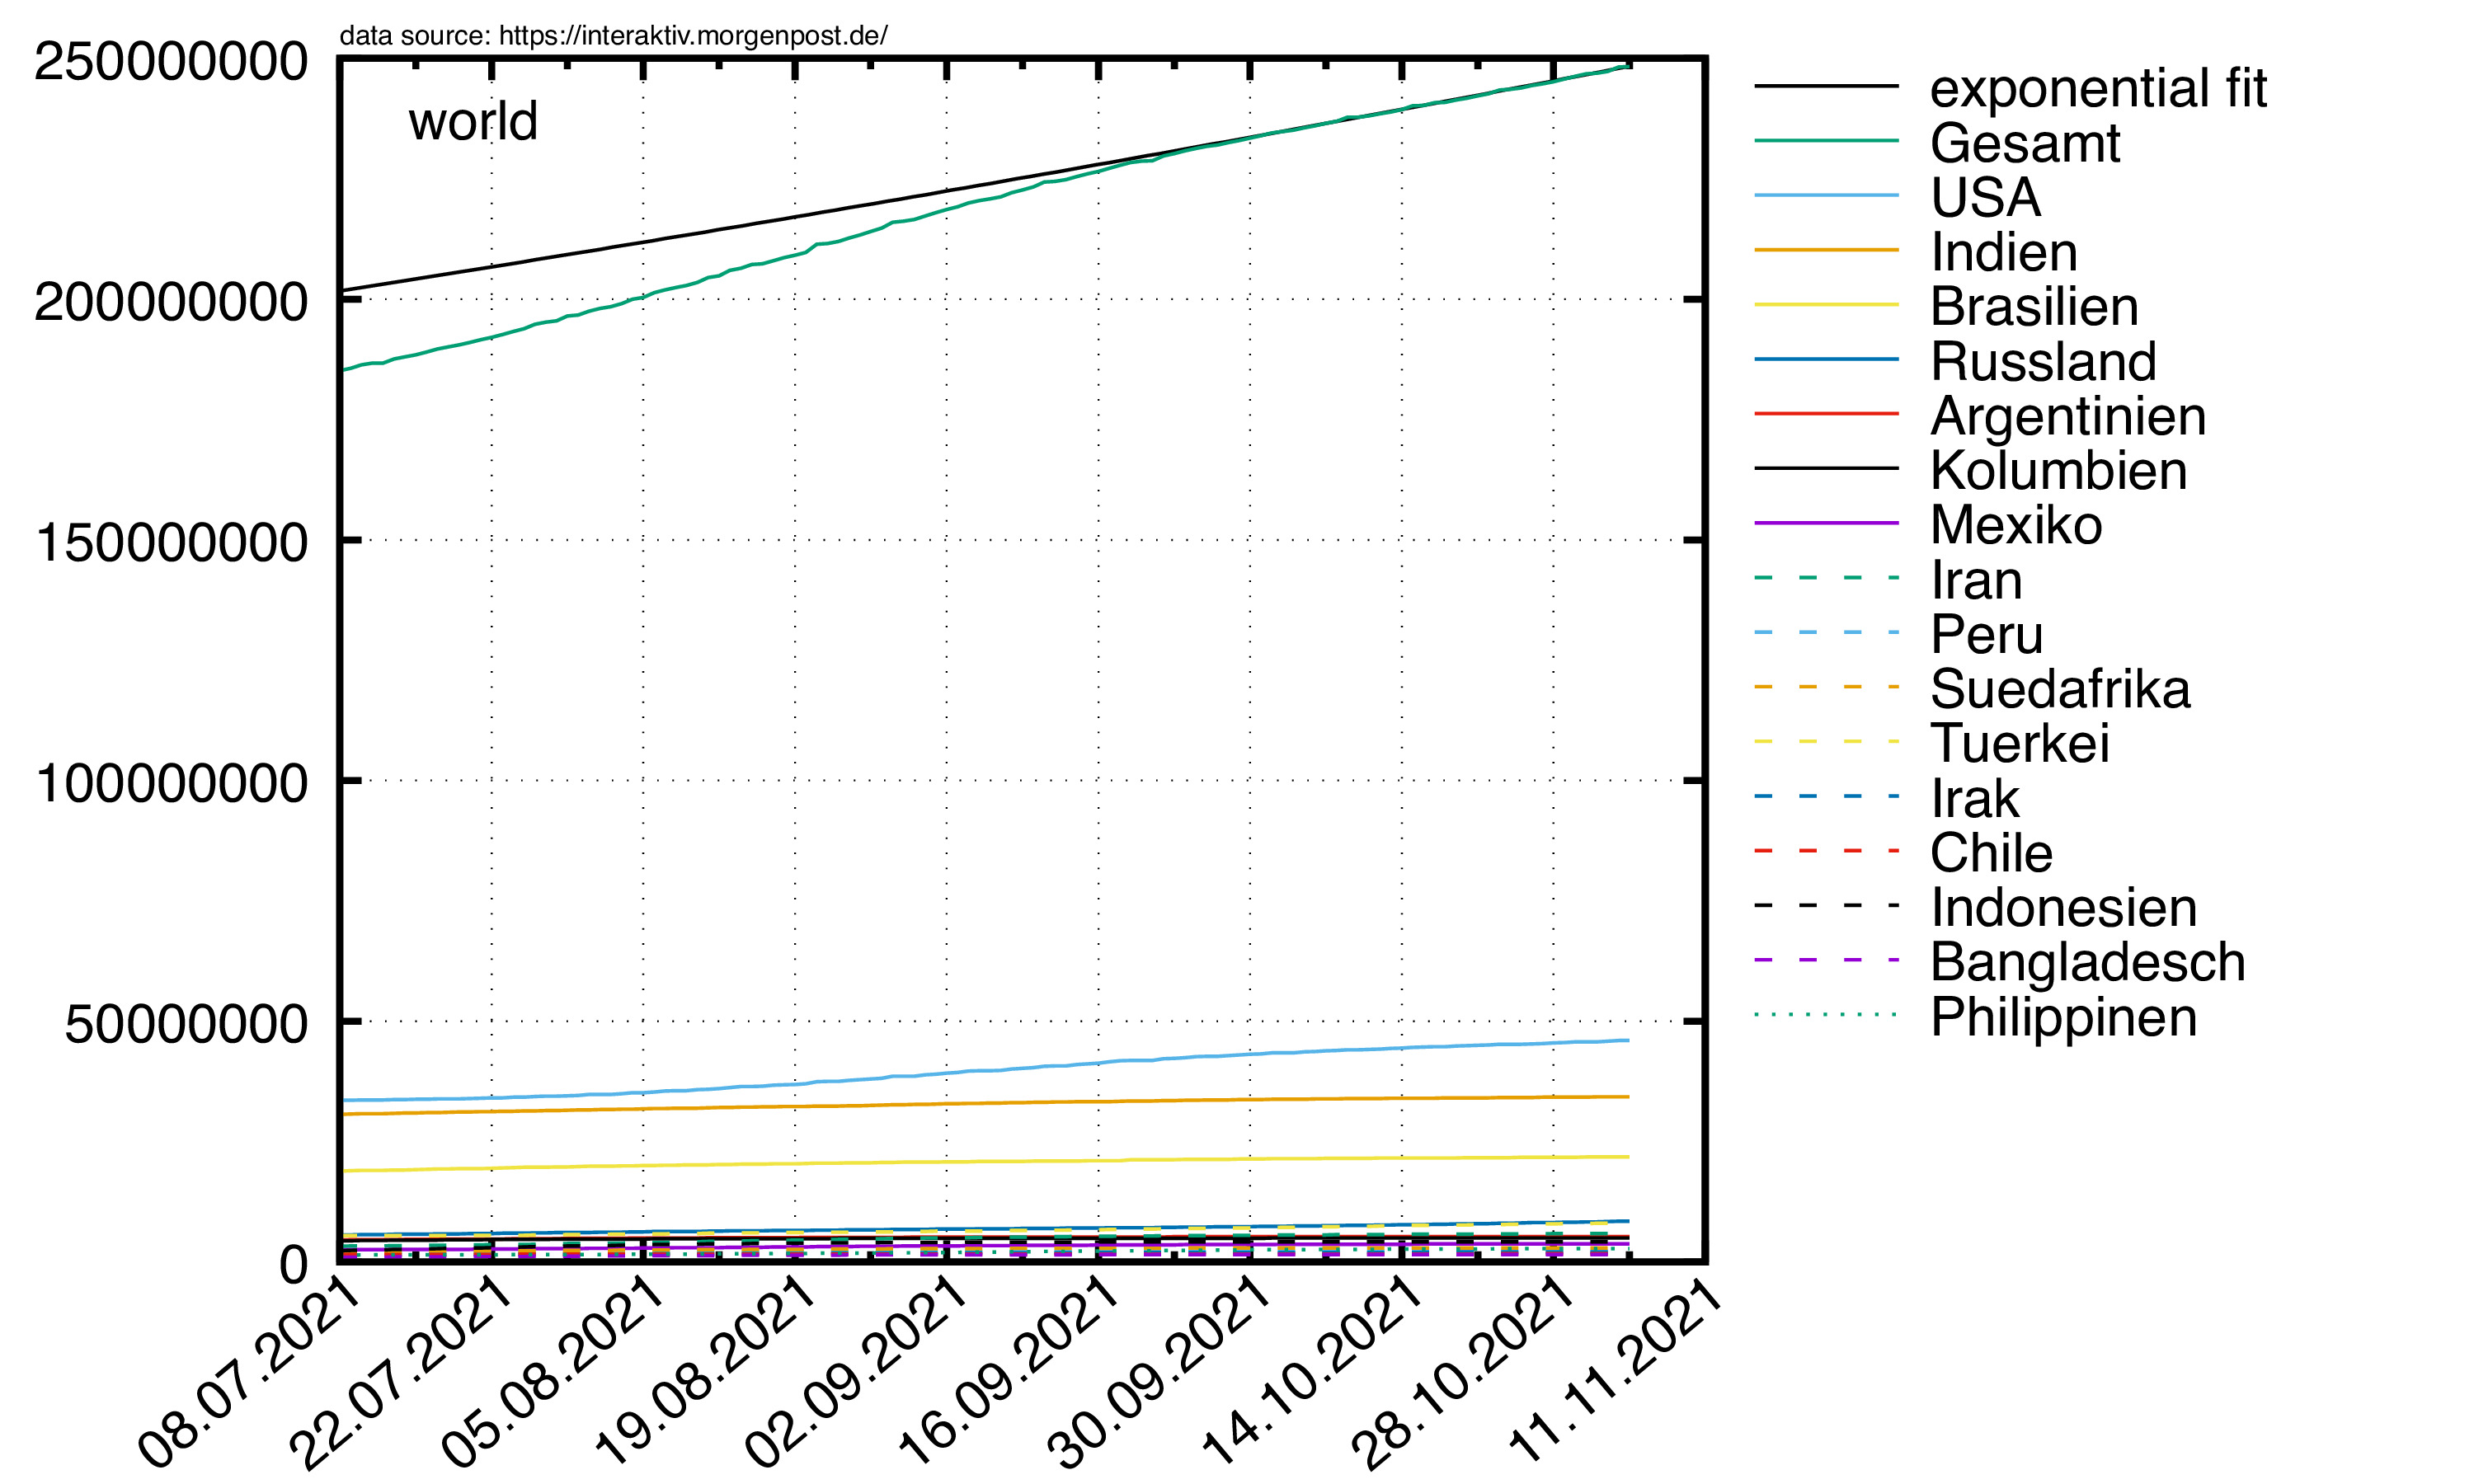 data source: https://interaktiv.morgenpost.de/
world
250000000
200000000
150000000
100000000
50000000
0
08.07.2021
22.07.2021
05.08.2021
19.08.2021
02.09.2021
16.09.2021
30.09.2021
14.10.2021
28.10.2021
11.11.2021
exponential fit
Gesamt
USA
Indien
Brasilien
Russland
Argentinien
Kolumbien
Mexiko
Iran
Peru
Suedafrika
Tuerkei
Irak
Chile
Indonesien
Bangladesch
Philippinen